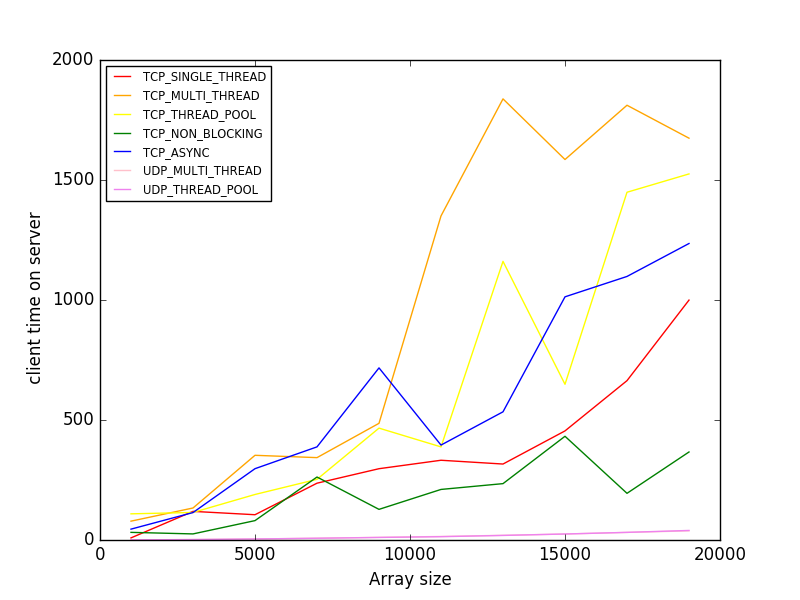 2000
1500
1000
500
0
client time on server
TCP_SINGLE_THREAD
TCP_MULTI_THREAD
TCP_THREAD_POOL
TCP_NON_BLOCKING
TCP_ASYNC
UDP_MULTI_THREAD
UDP_THREAD_POOL
0 5000 10000 15000 20000
Array size